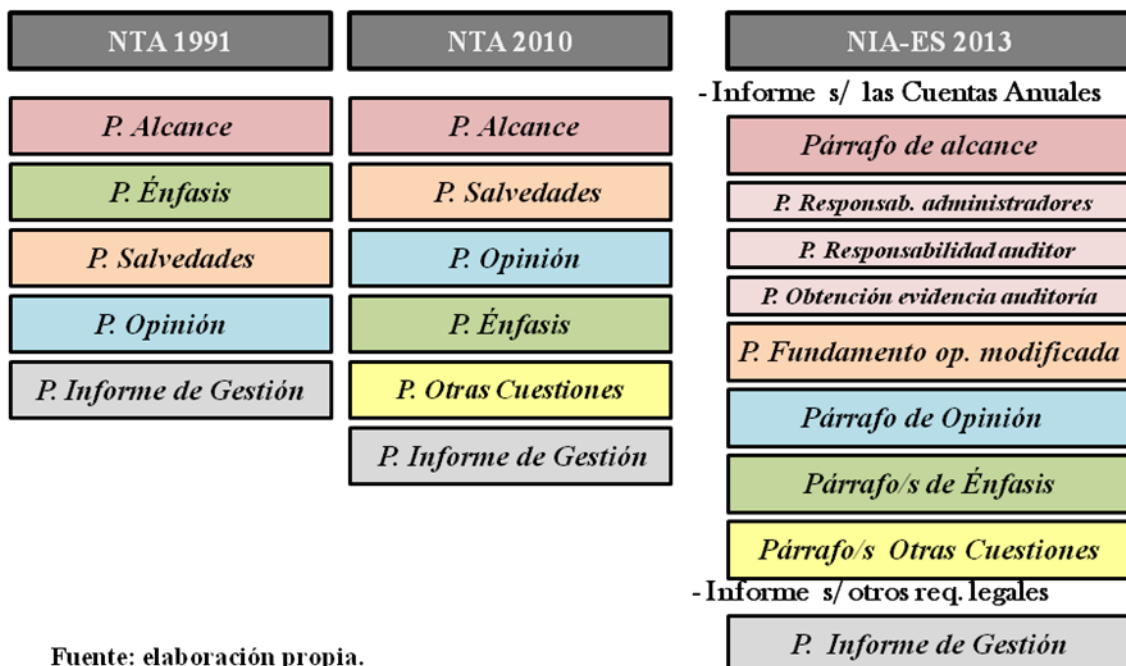 NTA 1991
P. Alcance
P. Énfasis
P. Salvedades
P. Opinión
P. Informe de Gestión
NTA 2010
P. Alcance
P. Salvedades
P. Opinión
P. Énfasis
P. Otras Cuestiones
P. Informe de Gestión
NIA-ES 2013
- Informe s/ las Cuentas Anuales
Párrafo de alcance
P. Responsab. administradores
P. Responsabilidad auditor
P. Obtención evidencia auditoría
P. Fundamento op. modificada
Párrafo de Opinión
Párrafo/s de Énfasis
Párrafo/s Otras Cuestiones
- Informe s/ otros req. legales
P. Informe de Gestión
Fuente: elaboración propia.